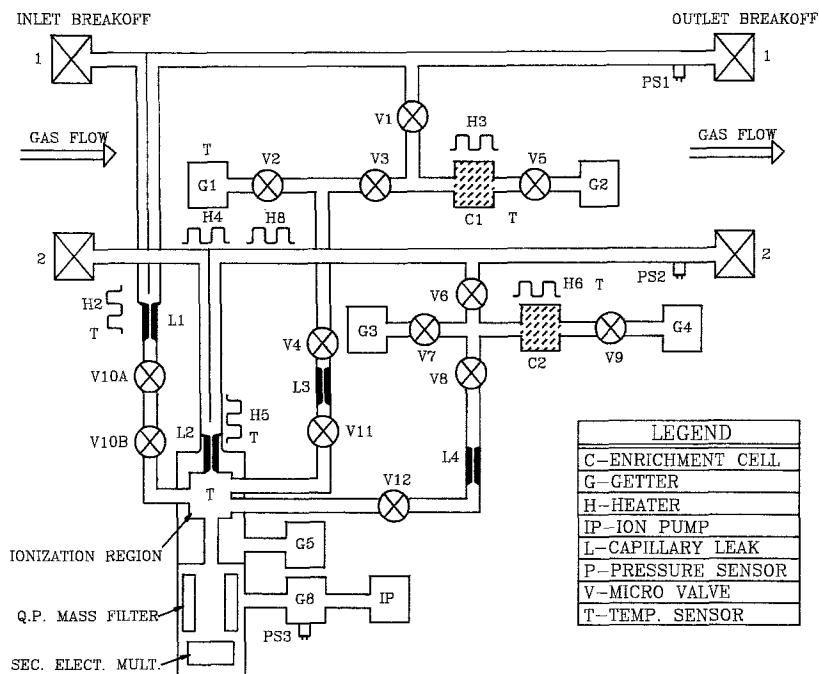 INLET BREAKOFF
OUTLET BREAKOFF
1
1
PS1
V1
H3
GAS FLOW
GAS FLOW
T
V2
V3
V5
G1
G2
C1
T
H4
H8
2
2
PS2
V6
H6 T
H2
T
L1
G3
G4
V7
C2
V9
V4
V8
V10A
L3
H5
T
V11
V10B
L2
L4
T
V12
IONIZATION REGION
G5
G8
IP
Q.P. MASS FILTER
PS3
SEC. ELECT. MULT.
LEGEND
C-ENRICHMENT CELL
G-GETTER
H-HEATER
IP-ION PUMP
L-CAPILLARY LEAK
P-PRESSURE SENSOR
V-MICRO VALVE
T-TEMP. SENSOR